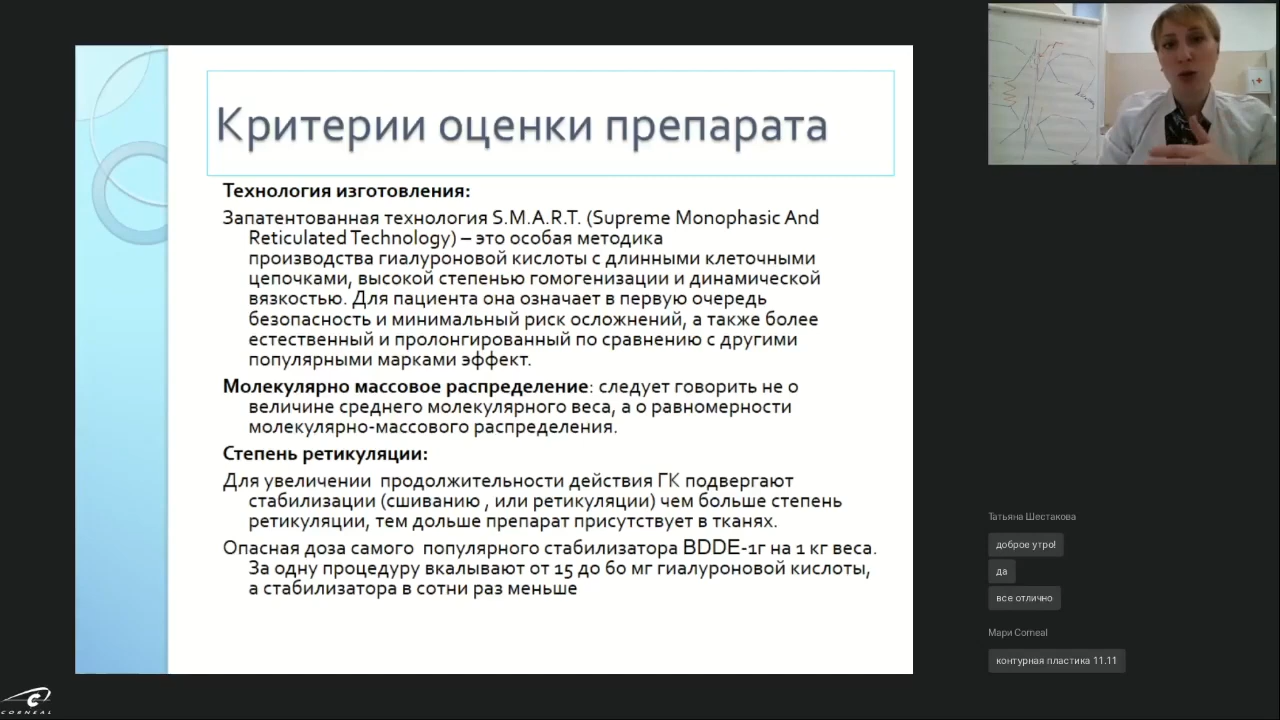 Критерии оценки препарата
Технология изготовления:
Запатентованная технология S.M.A.R.T. (Supreme Monophasic And
Reticulated Technology) – это особая методика
производства гиалуроновой кислоты с длинными клеточными
цепочками, высокой степенью гомогенизации и динамической
вязкостью. Для пациента она означает в первую очередь
безопасность и минимальный риск осложнений, а также более
естественный и пролонгированный по сравнению с другими
популярными марками эффект.
Молекулярно массовое распределение: следует говорить не о
величине среднего молекулярного веса, а о равномерности
молекулярно-массового распределения.
Степень ретикуляции:
Для увеличении продолжительности действия ГК подвергают
стабилизации (сшиванию , или ретикуляции) чем больше степень
ретикуляции, тем дольше препарат присутствует в тканях.
Опасная доза самого популярного стабилизатора BDDE-1г на 1 кг веса.
За одну процедуру вкалывают от 15 до 60 мг гиалуроновой кислоты,
а стабилизатора в сотни раз меньше
Татьяна Шестакова
доброе утро!
да
все отлично
Мари Corneal
контурная пластика 11.11
CORNEAL